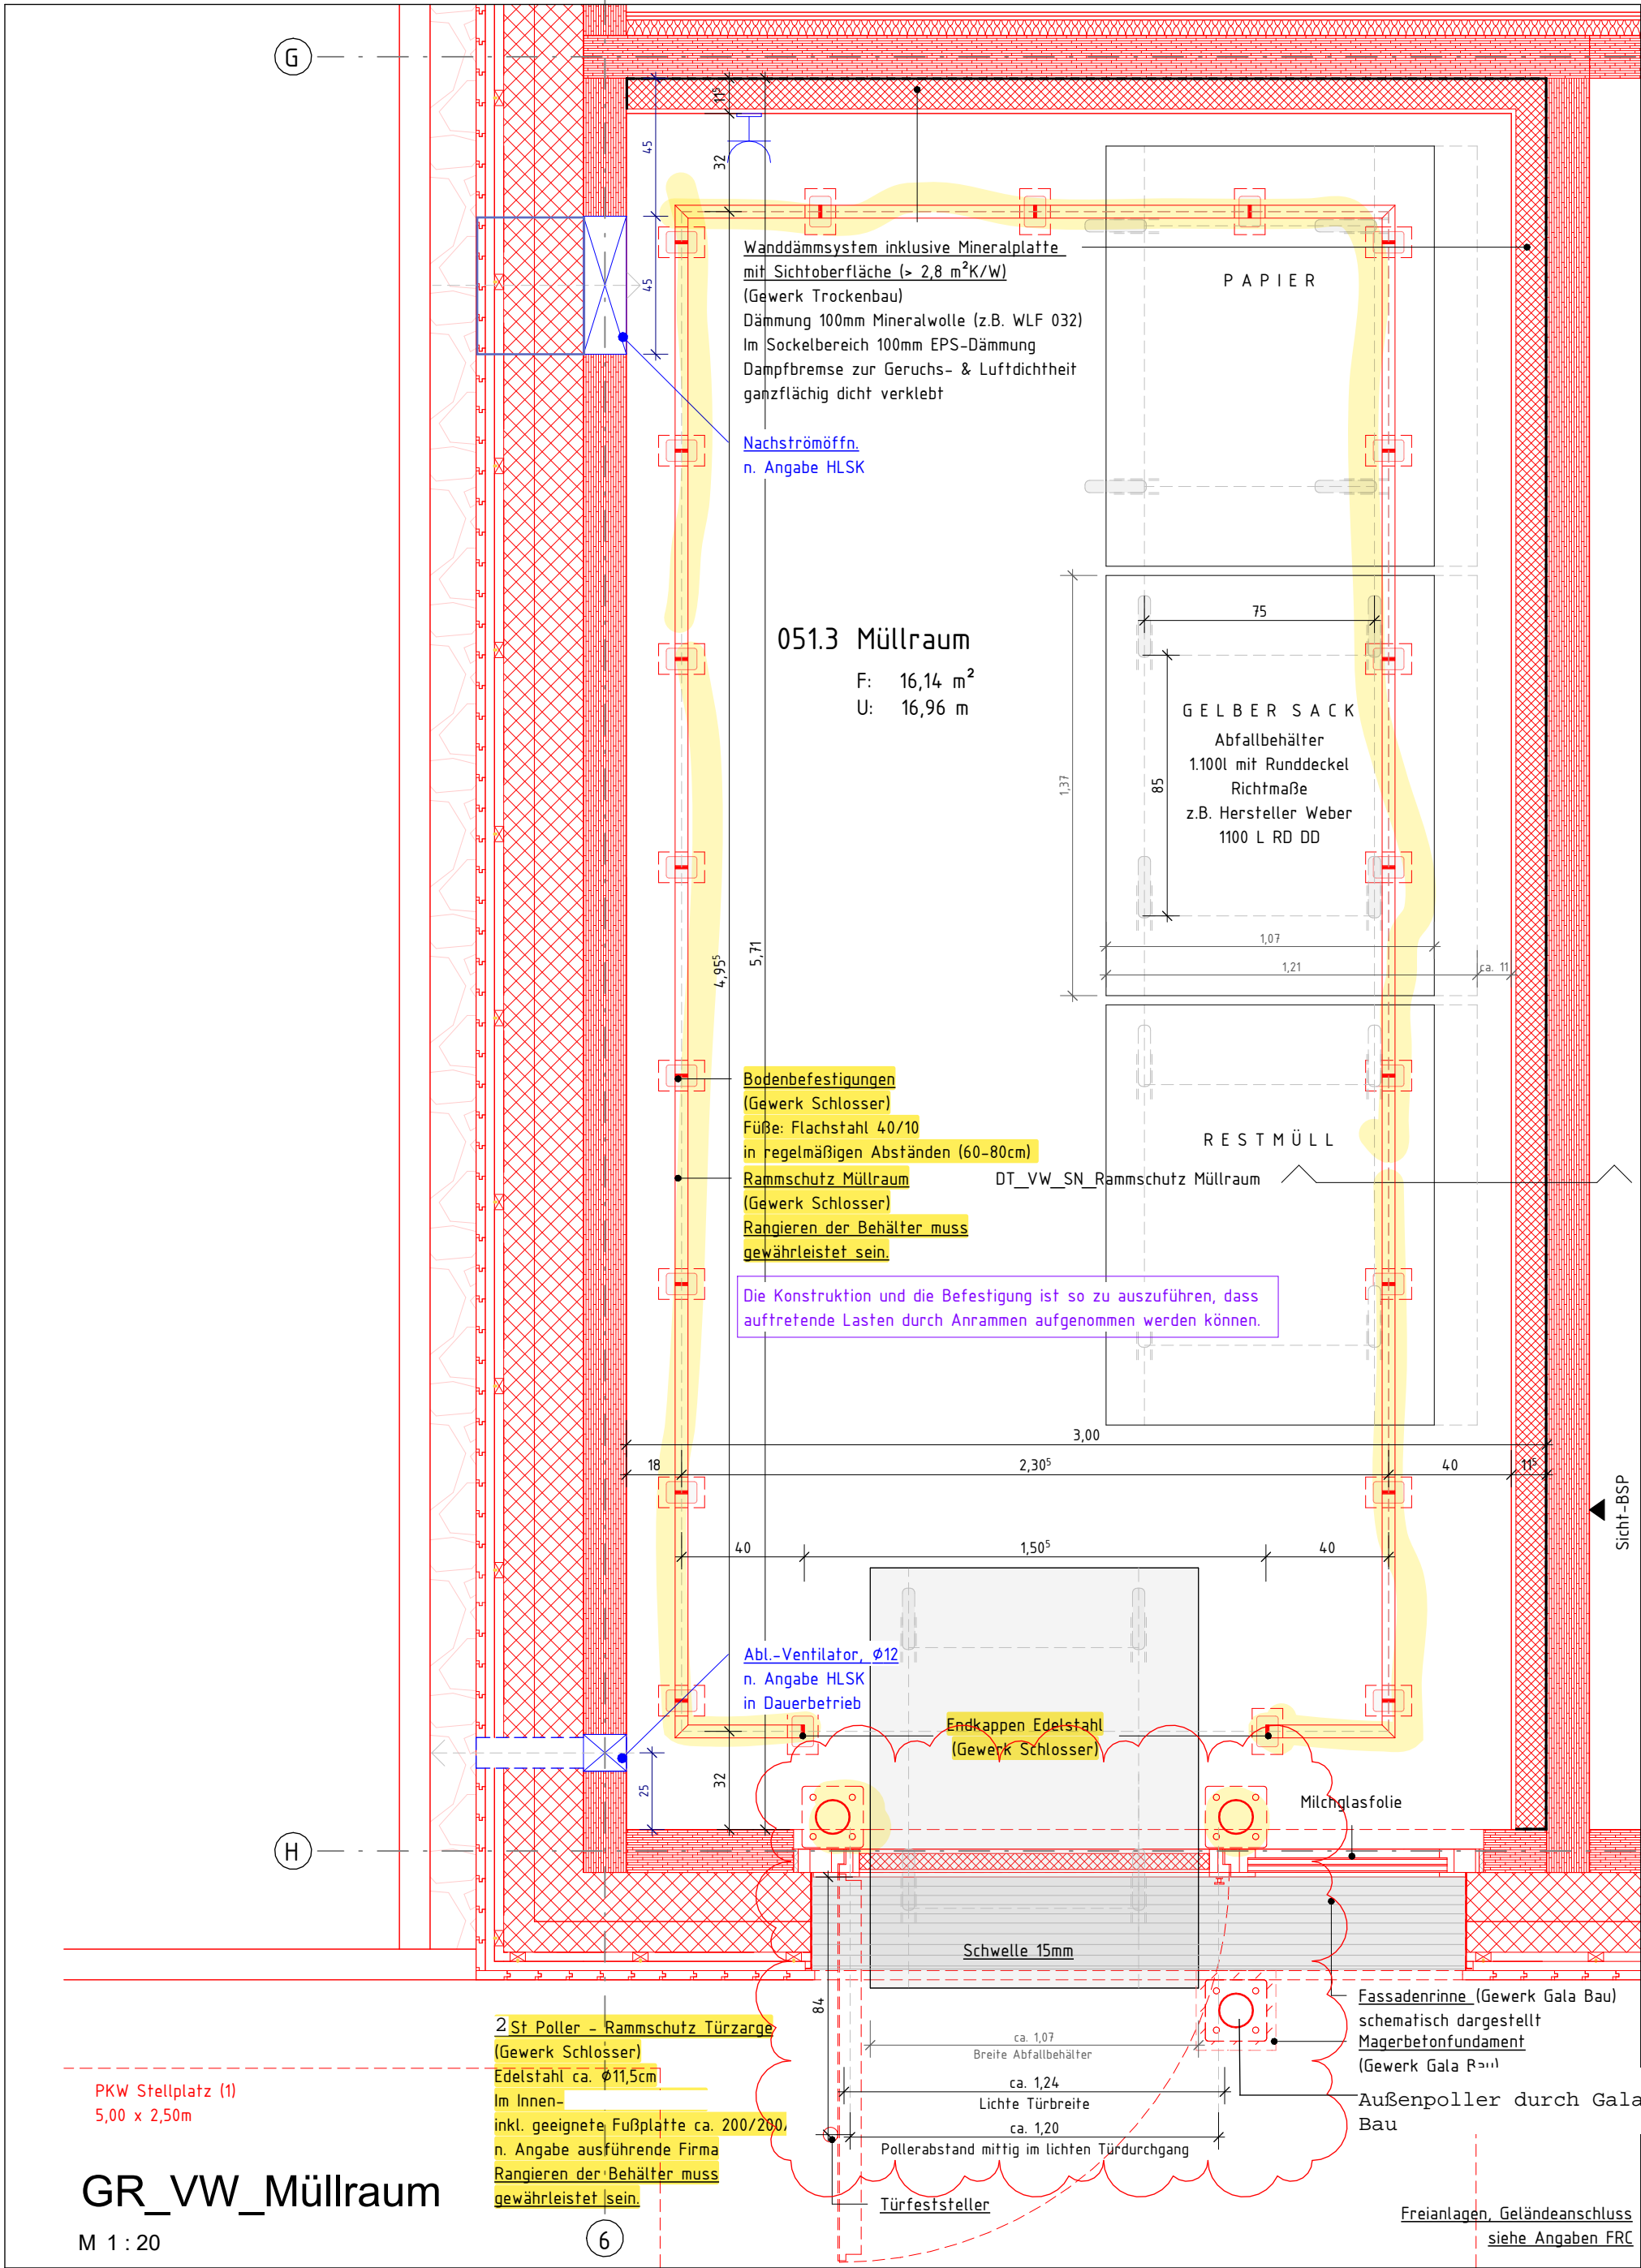 G
11⁵
45
32
Wanddämmsystem inklusive Mineralplatte
mit Sichtoberfläche (> 2,8 m²K/W)
(Gewerk Trockenbau)
Dämmung 100mm Mineralwolle (z.B. WLF 032)
Im Sockelbereich 100mm EPS-Dämmung
Dampfbremse zur Geruchs- & Luftdichtheit
ganzflächig dicht verklebt
PAPIER
45
Nachströmöffn.
n. Angabe HLSK
051.3 Müllraum
F: 16,14 m²
U: 16,96 m
75
GELBER SACK
Abfallbehälter
1.100l mit Runddeckel
Richtmaße
z.B. Hersteller Weber
1100 L RD DD
1,37
85
1,07
1,21
ca. 11
4,95⁵
5,71
Bodenbefestigungen
(Gewerk Schlosser)
Füße: Flachstahl 40/10
in regelmäßigen Abständen (60-80cm)
Rammschutz Müllraum
(Gewerk Schlosser)
Rangieren der Behälter muss
gewährleistet sein.
RESTMÜLL
DT_VW_SN_Rammschutz Müllraum
Die Konstruktion und die Befestigung ist so zu auszuführen, dass
auftretende Lasten durch Anrammen aufgenommen werden können.
3,00
18
2,30⁵
40
11⁵
Sicht-BSP
40
1,50⁵
40
Abl.-Ventilator, ϕ12
n. Angabe HLSK
in Dauerbetrieb
Endkappen Edelstahl
(Gewerk Schlosser)
25
32
Milchglasfolie
H
Schwelle 15mm
84
Fassadenrinne (Gewerk Gala Bau)
schematisch dargestellt
Magerbetonfundament
(Gewerk Gala Bau)
Außenpoller durch Gala
Bau
ca. 1,07
Breite Abfallbehälter
ca. 1,24
Lichte Türbreite
ca. 1,20
Pollerabstand mittig im lichten Türdurchgang
Türfeststeller
2 St Poller - Rammschutz Türzarge
(Gewerk Schlosser)
Edelstahl ca. ϕ11,5cm
Im Innen-
inkl. geeignete Fußplatte ca. 200/200/
n. Angabe ausführende Firma
Rangieren der Behälter muss
gewährleistet sein.
PKW Stellplatz (1)
5,00 x 2,50m
GR_VW_Müllraum
M 1 : 20
6
Freianlagen, Geländeanschluss
siehe Angaben FRC